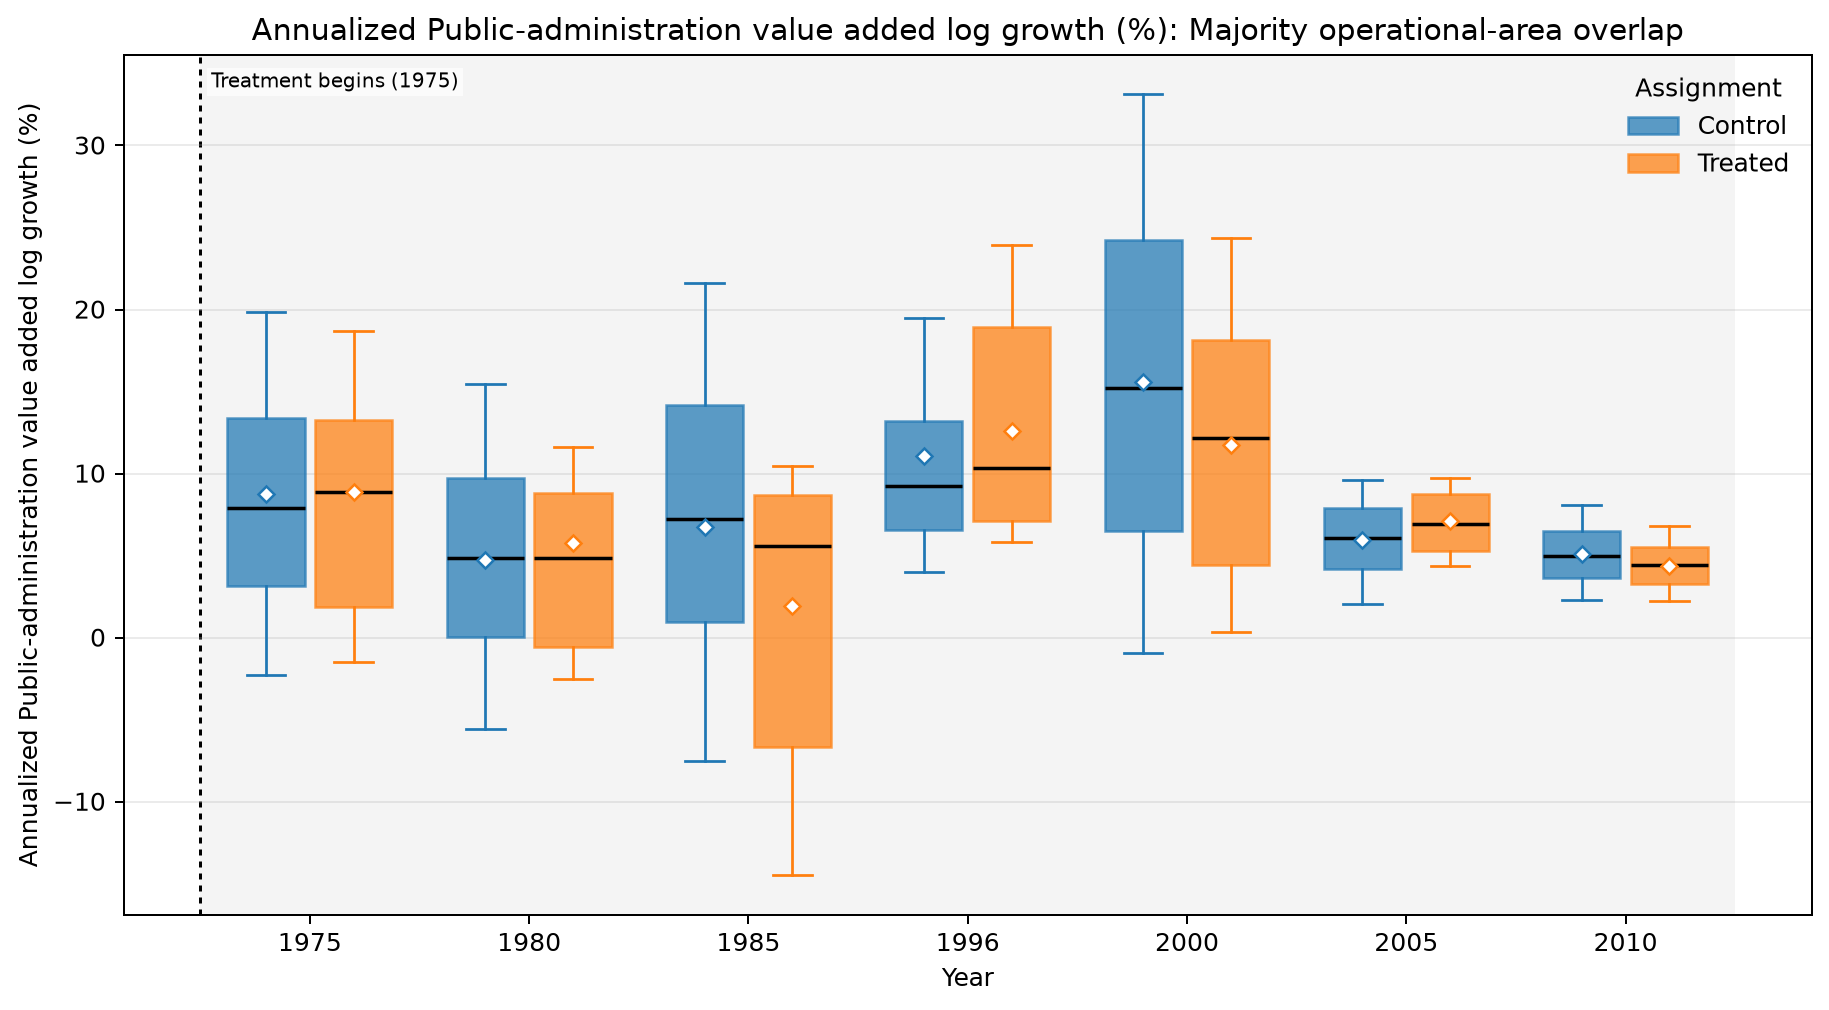 Annualized Public-administration value added log growth (%): Majority operational-area overlap
Annualized Public-administration value added log growth (%)
Treatment begins (1975)
Assignment
Control
Treated
30
20
10
0
−10
1975 1980 1985 1996 2000 2005 2010
Year